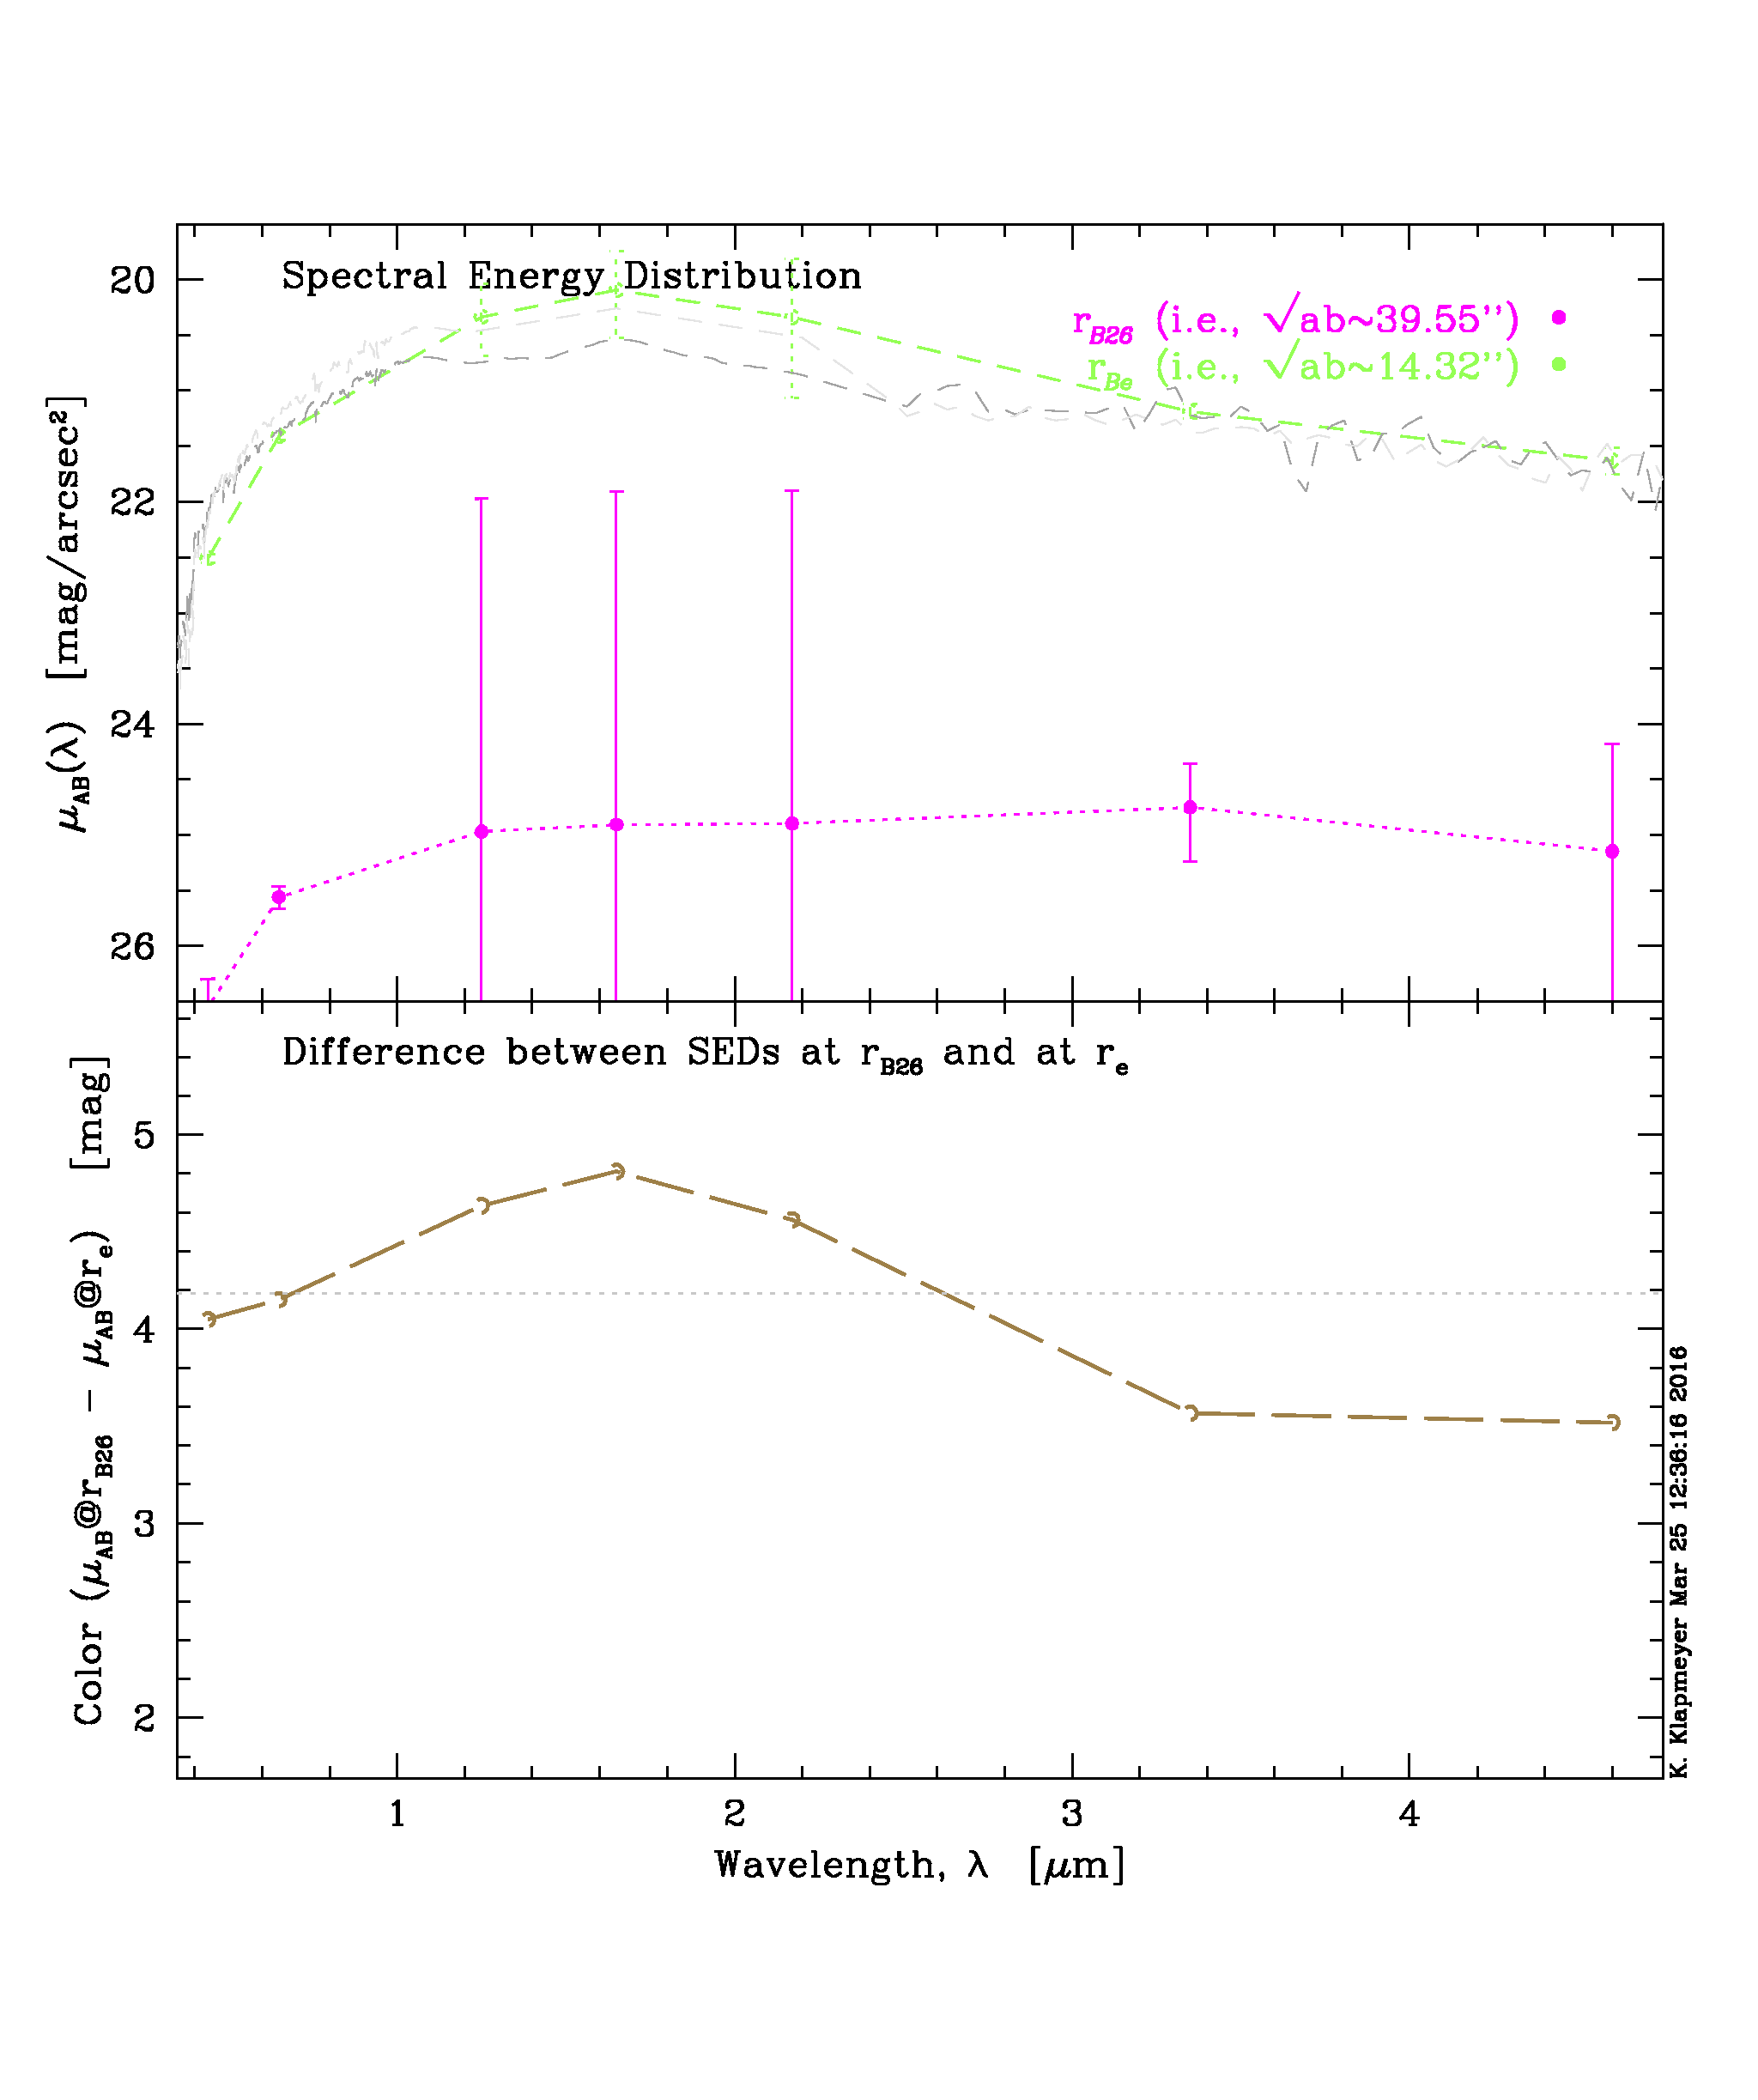 Spectral Energy Distribution
r_B26 (i.e., √ab~39.55")
r_Be (i.e., √ab~14.32")
20
22
24
26
μ_AB(λ) [mag/arcsec²]
Difference between SEDs at r_B26 and at r_e
5
4
3
2
Color (μ_AB@r_B26 − μ_AB@r_e) [mag]
1 2 3 4
Wavelength, λ [μm]
K. Klapmeyer Mar 25 12:36:16 2016